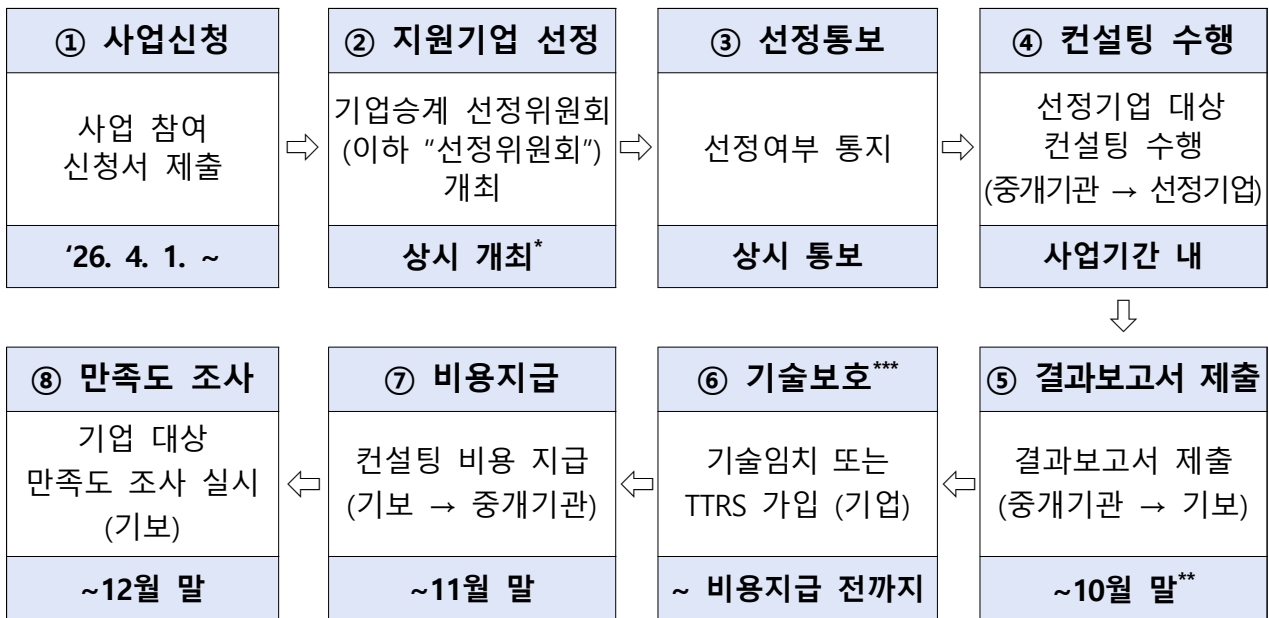 ① 사업신청
사업 참여
신청서 제출
‘26. 4. 1. ~
⇨
② 지원기업 선정
기업승계 선정위원회
(이하 ”선정위원회”)
개최
상시 개최*
⇨
③ 선정통보
선정여부 통지
상시 통보
⇨
④ 컨설팅 수행
선정기업 대상
컨설팅 수행
(중개기관 → 선정기업)
사업기간 내
⇩
⑤ 결과보고서 제출
결과보고서 제출
(중개기관 → 기보)
~10월 말**
⇦
⑥ 기술보호***
기술임치 또는
TTRS 가입 (기업)
~ 비용지급 전까지
⇦
⑦ 비용지급
컨설팅 비용 지급
(기보 → 중개기관)
~11월 말
⇦
⑧ 만족도 조사
기업 대상
만족도 조사 실시
(기보)
~12월 말